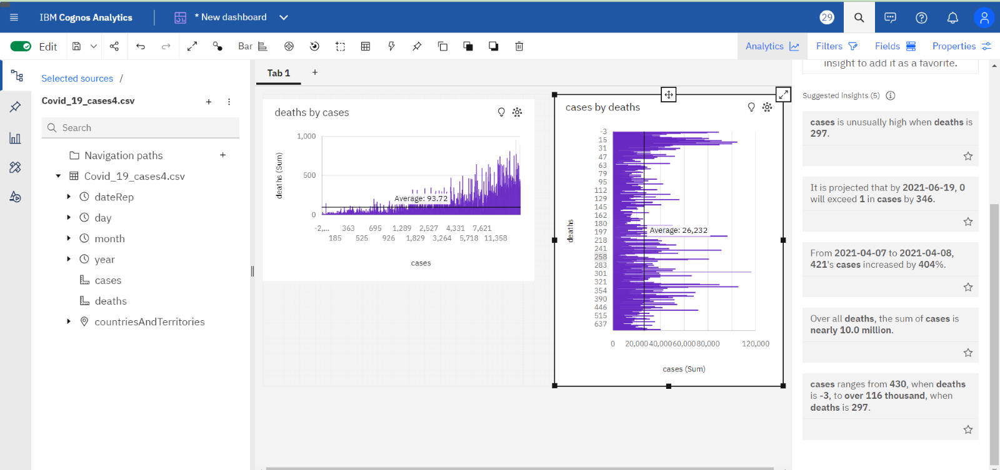 IBM Cognos Analytics
* New dashboard
29
Edit
Bar
Analytics
Filters
Fields
Properties
Selected sources /
Covid_19_cases4.csv
Search
Navigation paths
Covid_19_cases4.csv
dateRep
day
month
year
cases
deaths
countriesAndTerritories
Tab 1
deaths by cases
deaths (Sum)
1,000
500
0
Average: 93.72
-2,... 363 695 1,289 2,527 4,331 7,621
185 525 926 1,829 3,264 5,718 11,358
cases
cases by deaths
deaths
-3
15
31
47
63
79
95
112
129
145
162
180
197
218
241
258
283
301
321
354
390
446
515
637
Average: 26,232
0 20,000 40,000 60,000 80,000 120,000
cases (Sum)
insight to add it as a favorite.
Suggested insights (5)
cases is unusually high when deaths is
297.
It is projected that by 2021-06-19, 0
will exceed 1 in cases by 346.
From 2021-04-07 to 2021-04-08,
421's cases increased by 404%.
Over all deaths, the sum of cases is
nearly 10.0 million.
cases ranges from 430, when deaths
is -3, to over 116 thousand, when
deaths is 297.